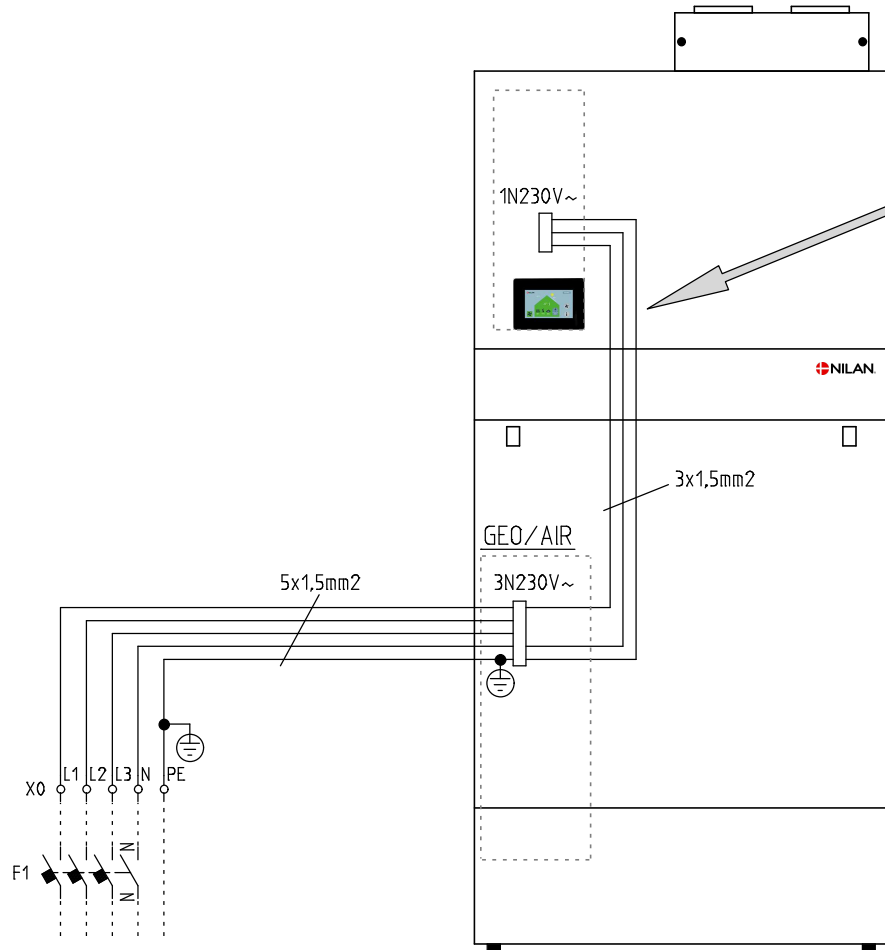 1N230V~
NILAN
3x1,5mm2
GEO/AIR
5x1,5mm2
3N230V~
X0 L1 L2 L3 N PE
F1
N
N